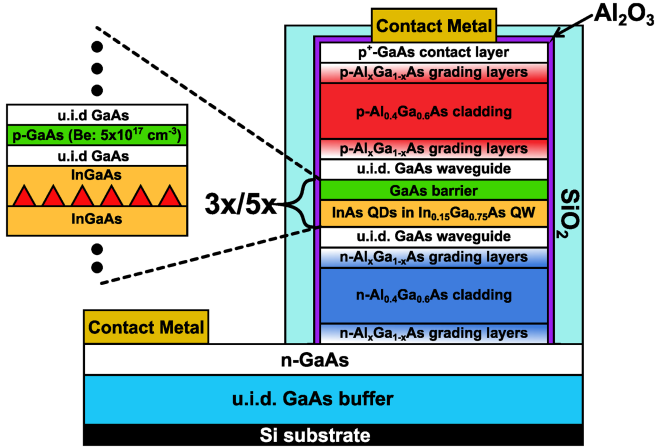 Contact Metal
Al₂O₃
p⁺-GaAs contact layer
p-AlₓGa₁₋ₓAs grading layers
p-Al₀.₄Ga₀.₆As cladding
p-AlₓGa₁₋ₓAs grading layers
u.i.d. GaAs waveguide
GaAs barrier
InAs QDs in In₀.₁₅Ga₀.₇₅As QW
u.i.d. GaAs waveguide
n-AlₓGa₁₋ₓAs grading layers
n-Al₀.₄Ga₀.₆As cladding
n-AlₓGa₁₋ₓAs grading layers
SiO₂
u.i.d GaAs
p-GaAs (Be: 5x10¹⁷ cm⁻³)
u.i.d GaAs
InGaAs
InGaAs
3x/5x
Contact Metal
n-GaAs
u.i.d. GaAs buffer
Si substrate